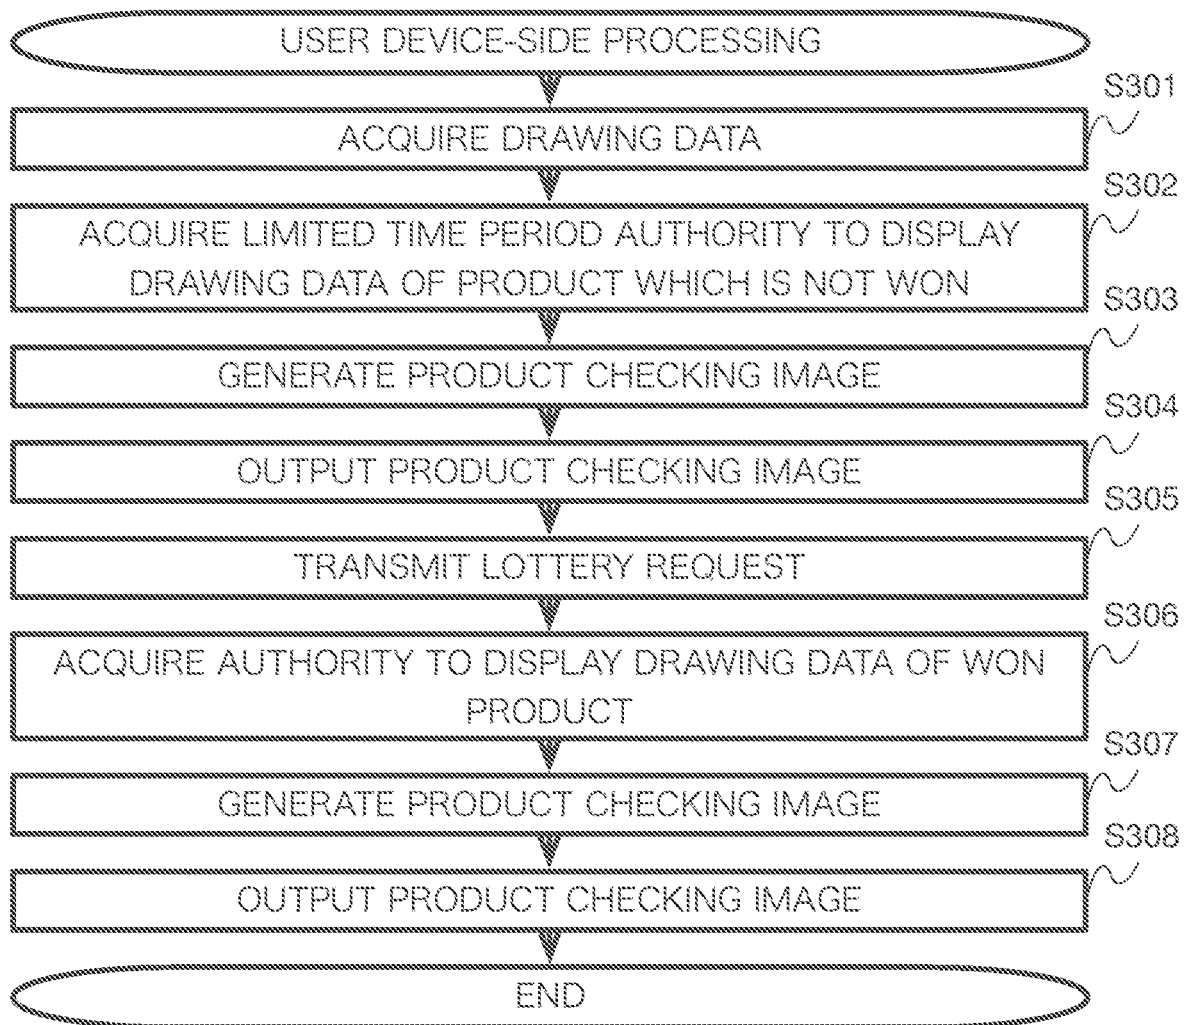 USER DEVICE-SIDE PROCESSING
S301
ACQUIRE DRAWING DATA
S302
ACQUIRE LIMITED TIME PERIOD AUTHORITY TO DISPLAY
DRAWING DATA OF PRODUCT WHICH IS NOT WON
S303
GENERATE PRODUCT CHECKING IMAGE
S304
OUTPUT PRODUCT CHECKING IMAGE
S305
TRANSMIT LOTTERY REQUEST
S306
ACQUIRE AUTHORITY TO DISPLAY DRAWING DATA OF WON
PRODUCT
S307
GENERATE PRODUCT CHECKING IMAGE
S308
OUTPUT PRODUCT CHECKING IMAGE
END